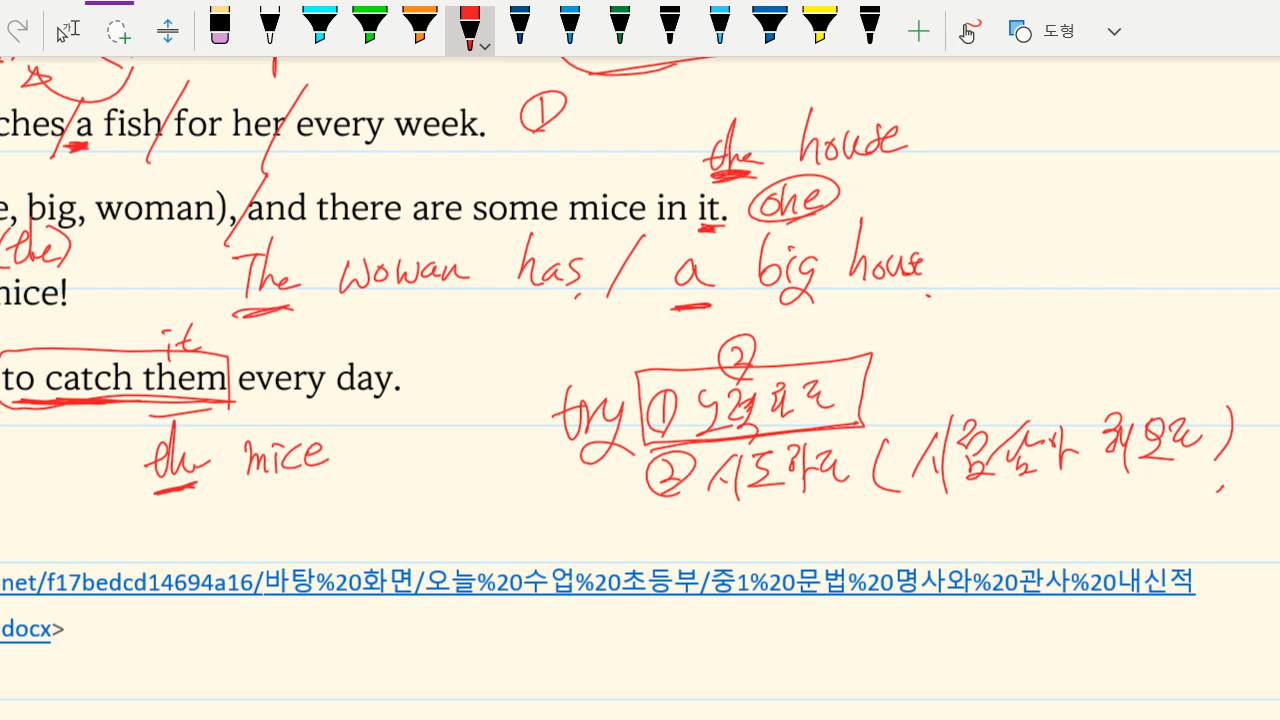 도형
ches a fish for her every week. ①
the house
e, big, woman), and there are some mice in it. one
(the)
The wowan has / a big house.
nice!
it
to catch them every day.
②
try ① 노력하다
the mice
② 시도하다 (시험삼아 해보다).
net/f17bedcd14694a16/바탕%20화면/오늘%20수업%20초등부/중1%20문법%20명사와%20관사%20내신적
docx>